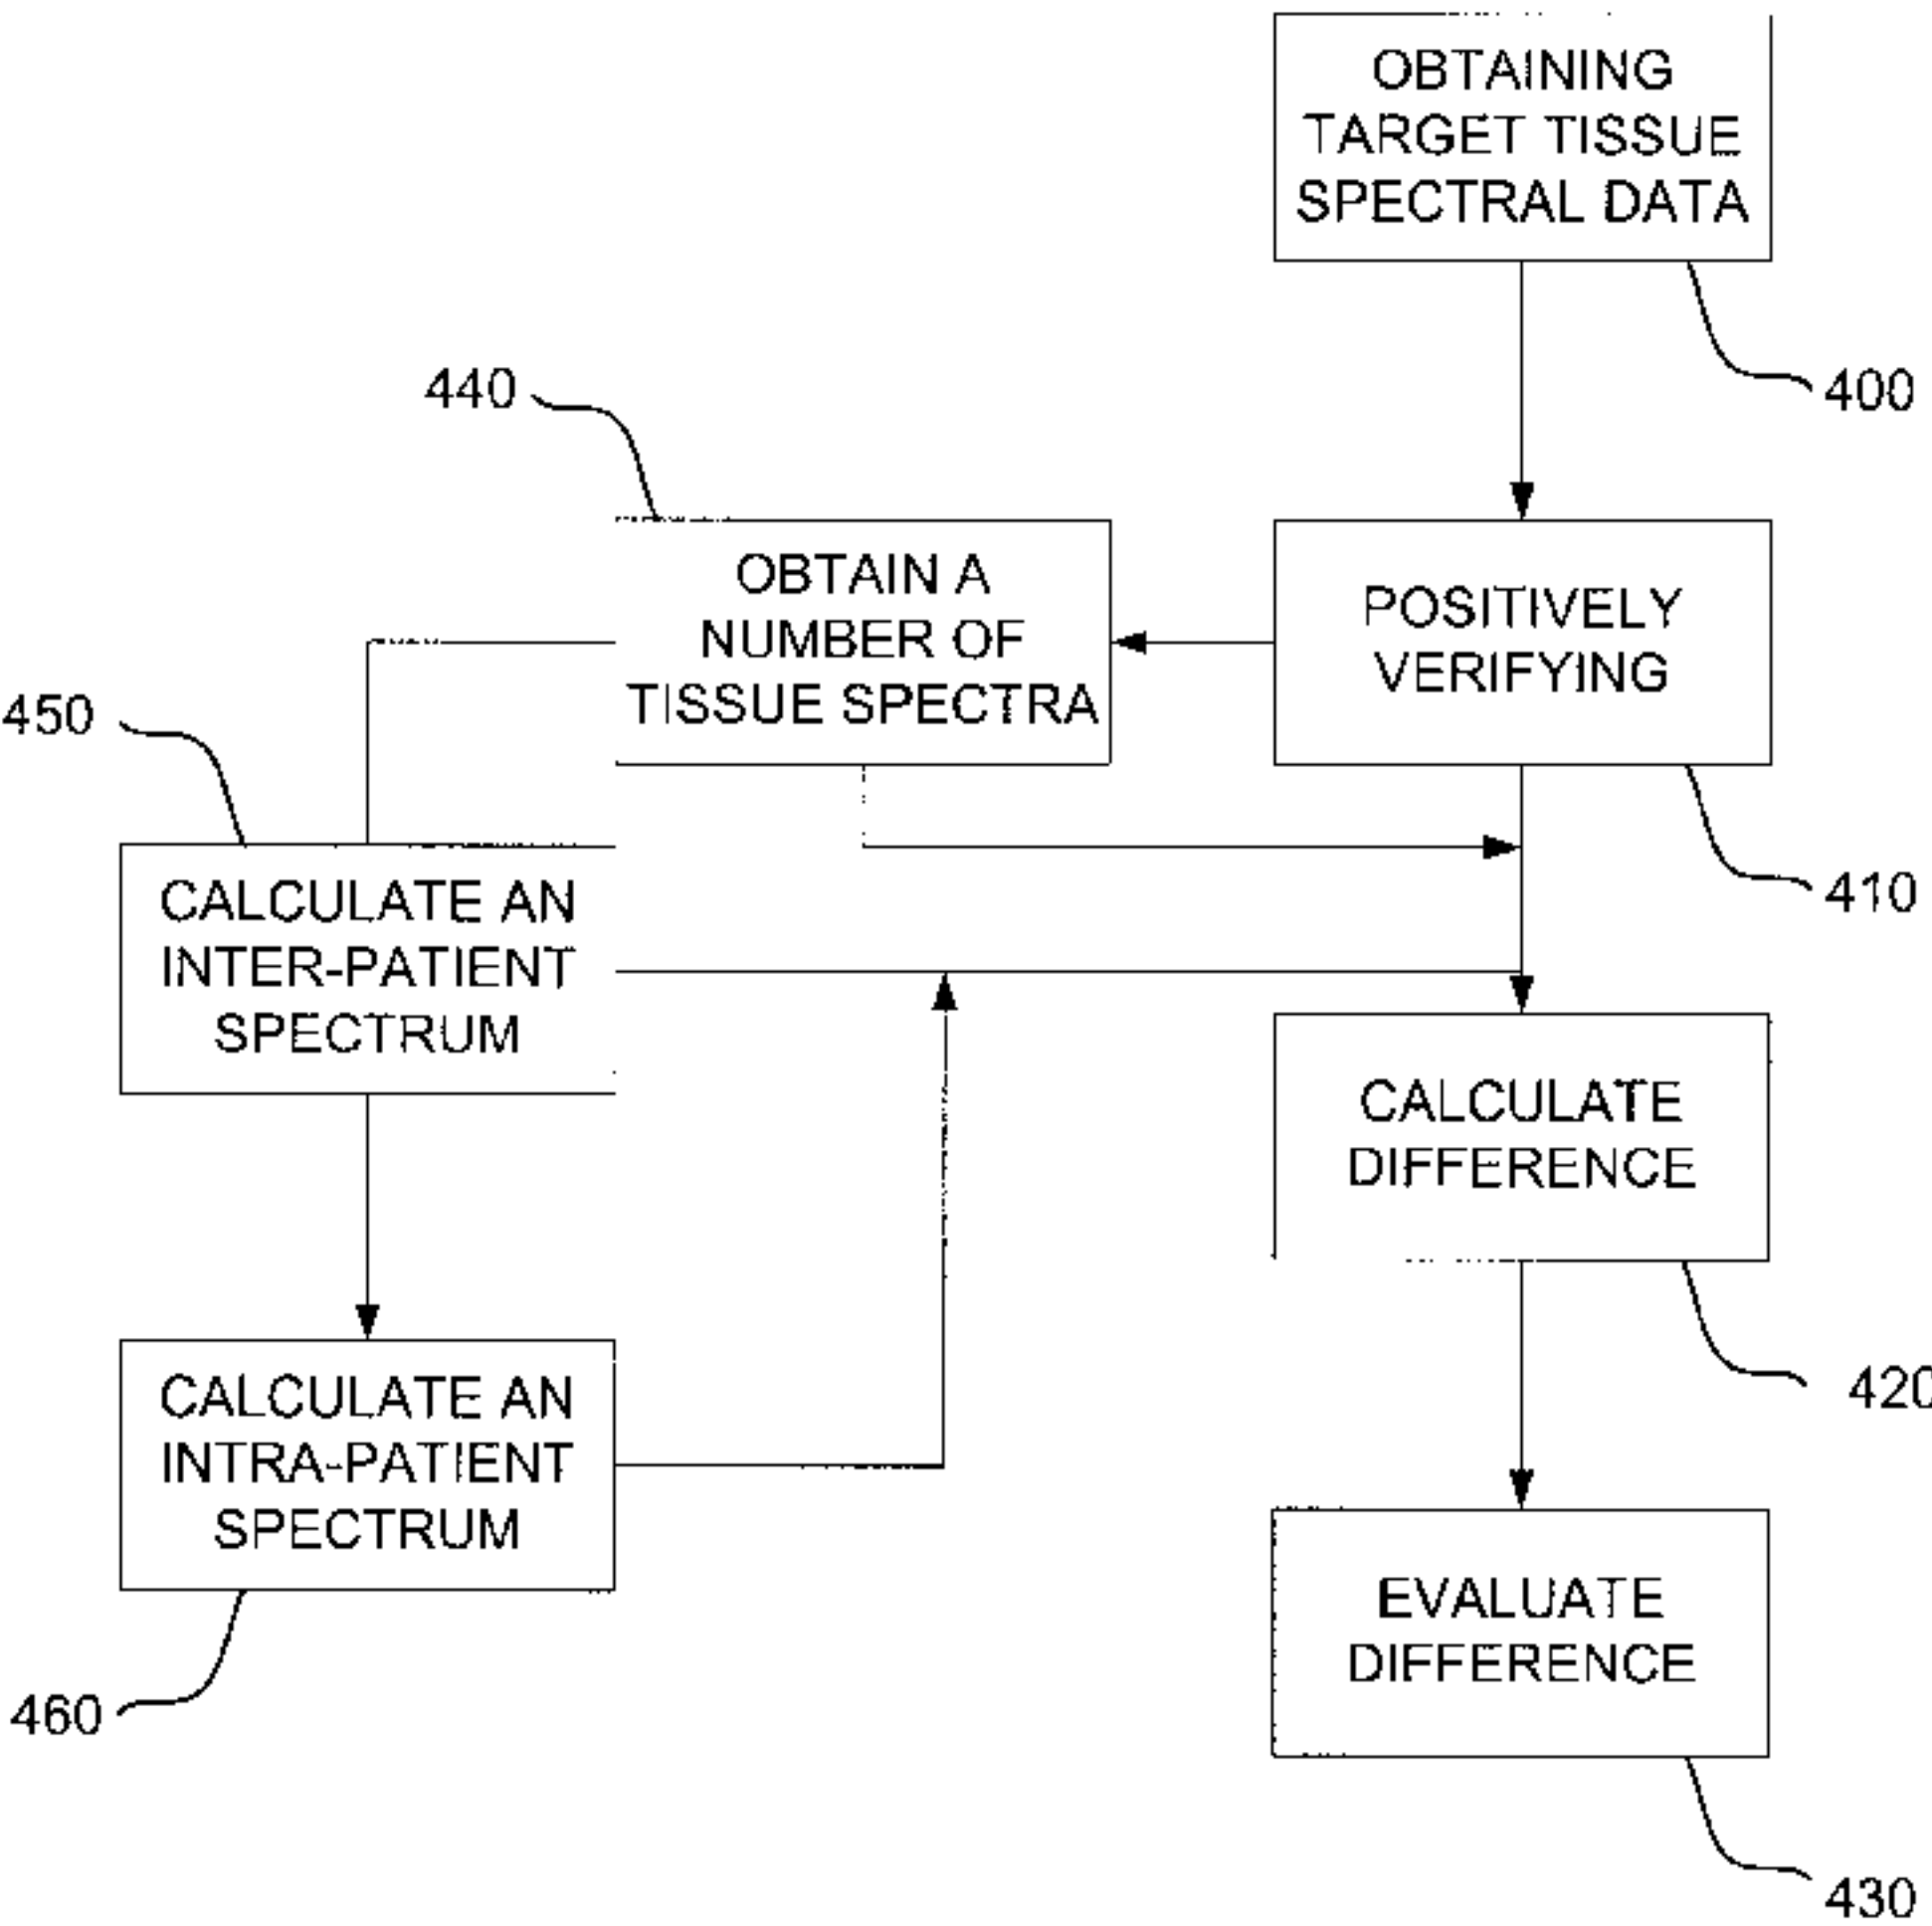 OBTAINING
TARGET TISSUE
SPECTRAL DATA
400
440
OBTAIN A
NUMBER OF
TISSUE SPECTRA
POSITIVELY
VERIFYING
450
410
CALCULATE AN
INTER-PATIENT
SPECTRUM
CALCULATE
DIFFERENCE
420
CALCULATE AN
INTRA-PATIENT
SPECTRUM
EVALUATE
DIFFERENCE
460
430